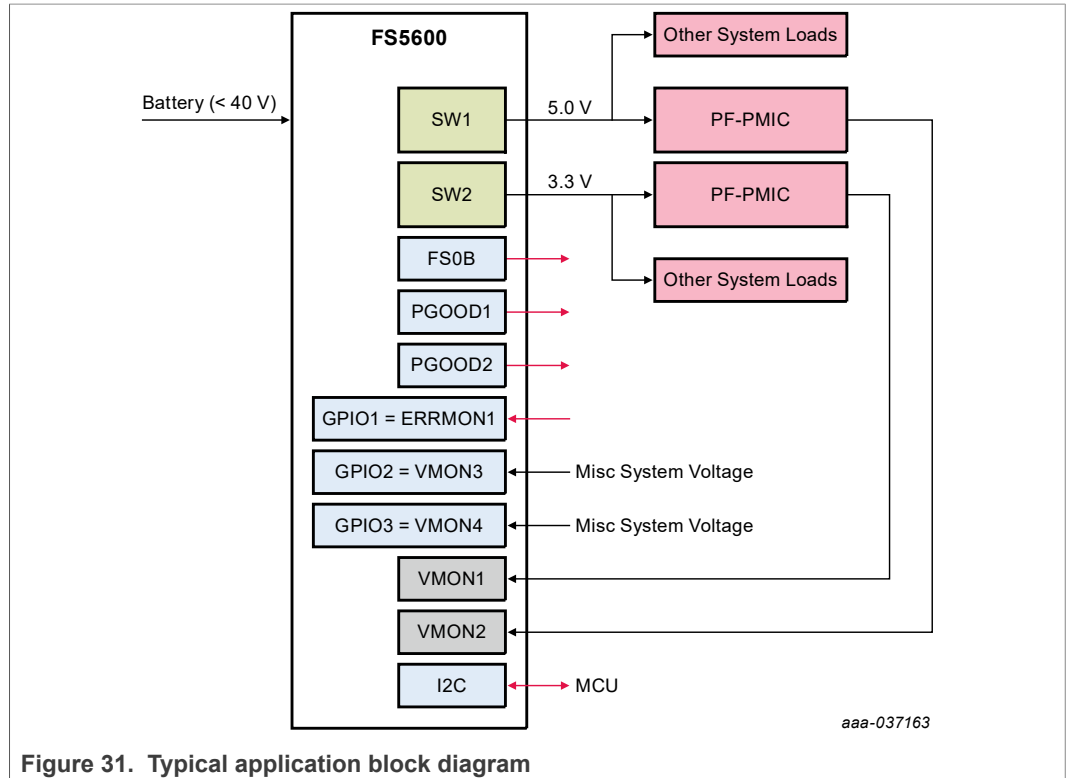 FS5600
Other System Loads
Battery (< 40 V)
SW1
5.0 V
PF-PMIC
SW2
3.3 V
PF-PMIC
FS0B
Other System Loads
PGOOD1
PGOOD2
GPIO1 = ERRMON1
GPIO2 = VMON3
Misc System Voltage
GPIO3 = VMON4
Misc System Voltage
VMON1
VMON2
I2C
MCU
aaa-037163
Figure 31. Typical application block diagram